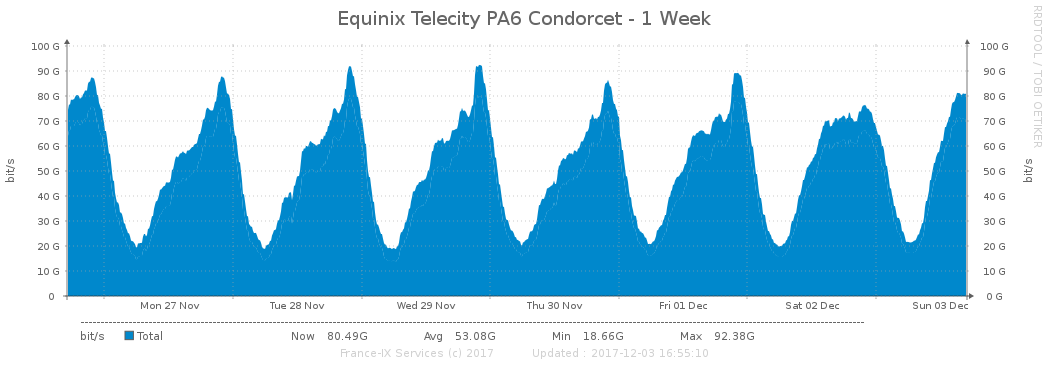 Equinix Telecity PA6 Condorcet - 1 Week
RRDTOOL / TOBI OETIKER
bit/s
bit/s
100 G 100 G
90 G 90 G
80 G 80 G
70 G 70 G
60 G 60 G
50 G 50 G
40 G 40 G
30 G 30 G
20 G 20 G
10 G 10 G
0 0 G
Mon 27 Nov Tue 28 Nov Wed 29 Nov Thu 30 Nov Fri 01 Dec Sat 02 Dec Sun 03 Dec
bit/s Total Now 80.49G Avg 53.08G Min 18.66G Max 92.38G
France-IX Services (c) 2017 Updated : 2017-12-03 16:55:10